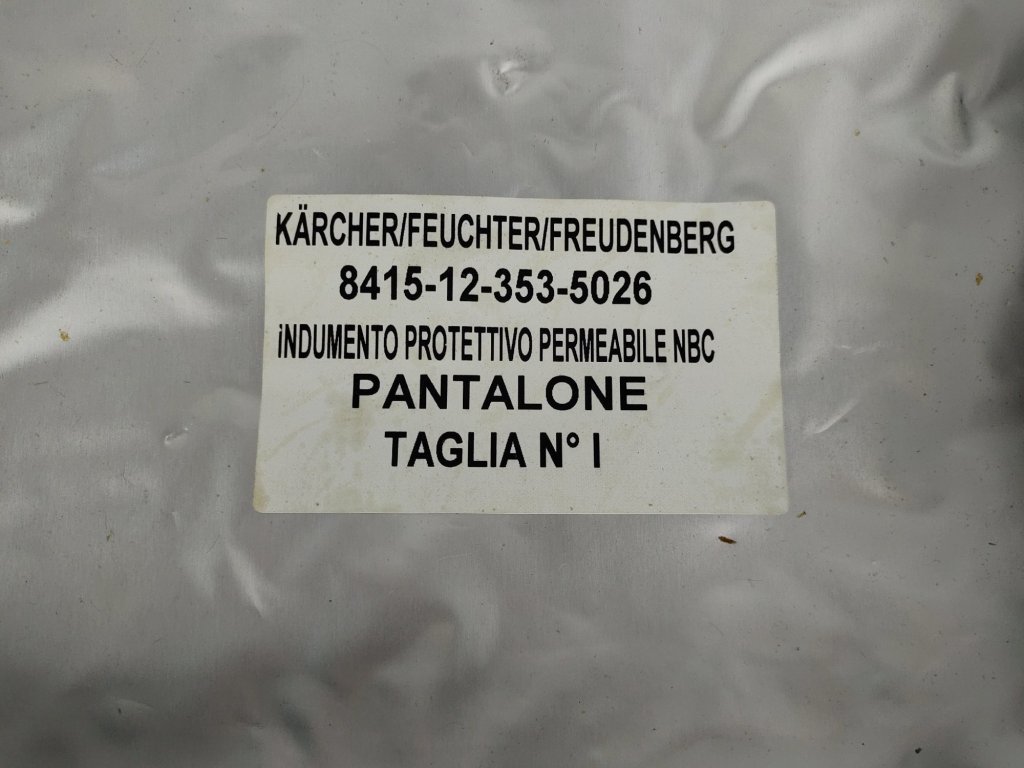 KÄRCHER/FEUCHTER/FREUDENBERG
8415-12-353-5026
iNDUMENTO PROTETTIVO PERMEABILE NBC
PANTALONE
TAGLIA N° I